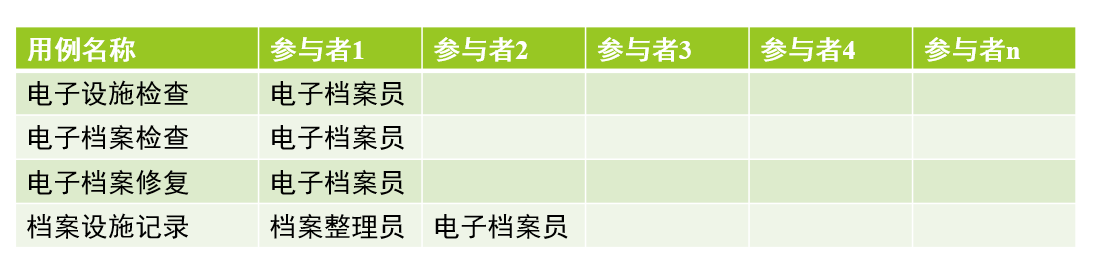 用例名称 参与者1 参与者2 参与者3 参与者4 参与者n
电子设施检查 电子档案员
电子档案检查 电子档案员
电子档案修复 电子档案员
档案设施记录 档案整理员 电子档案员